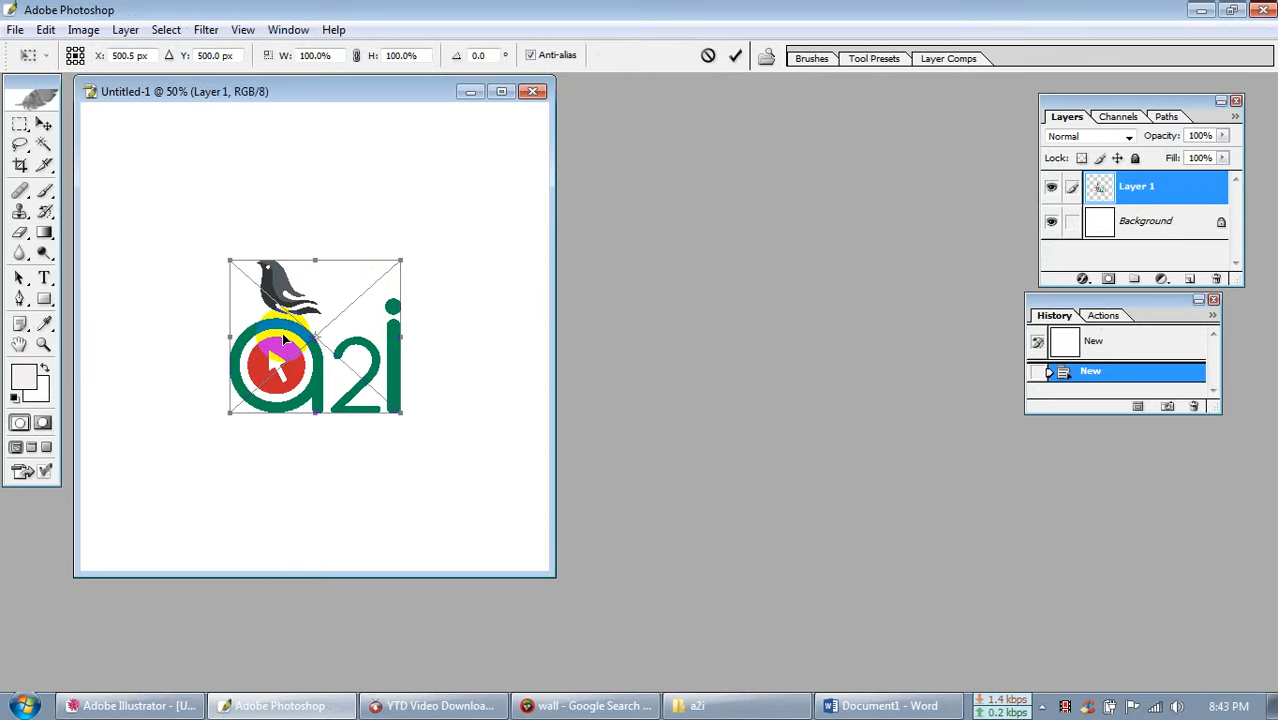 Adobe Photoshop
File Edit Image Layer Select Filter View Window Help
X: 500.5 px Y: 500.0 px W: 100.0% H: 100.0% 0.0 ° Anti-alias Brushes Tool Presets Layer Comps
Untitled-1 @ 50% (Layer 1, RGB/8)
a2i
T
Layers Channels Paths
Normal Opacity: 100%
Lock: Fill: 100%
Layer 1
Background
History Actions
New
New
Adobe Illustrator - [U... Adobe Photoshop YTD Video Downloa... wall - Google Search ... a2i Document1 - Word 1.4 kbps 0.2 kbps 8:43 PM